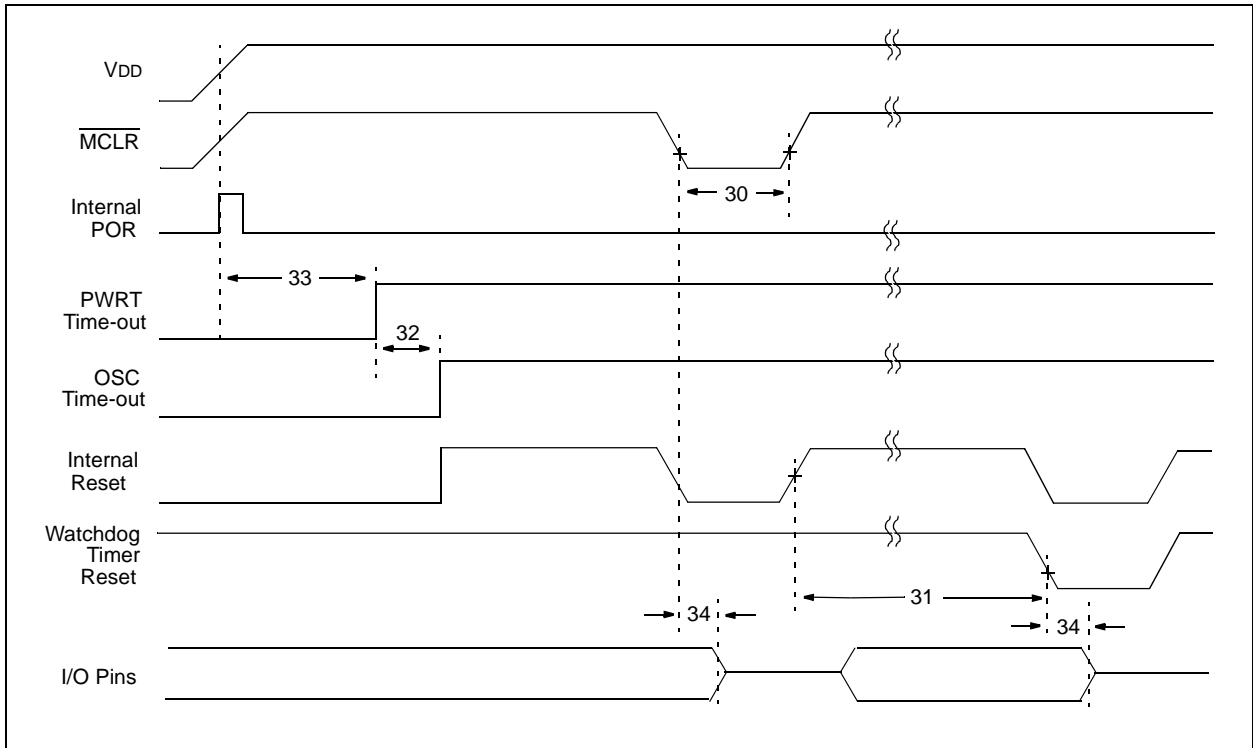 VDD
MCLR
30
Internal
POR
33
PWRT
Time-out
32
OSC
Time-out
Internal
Reset
Watchdog
Timer
Reset
31
34
34
I/O Pins